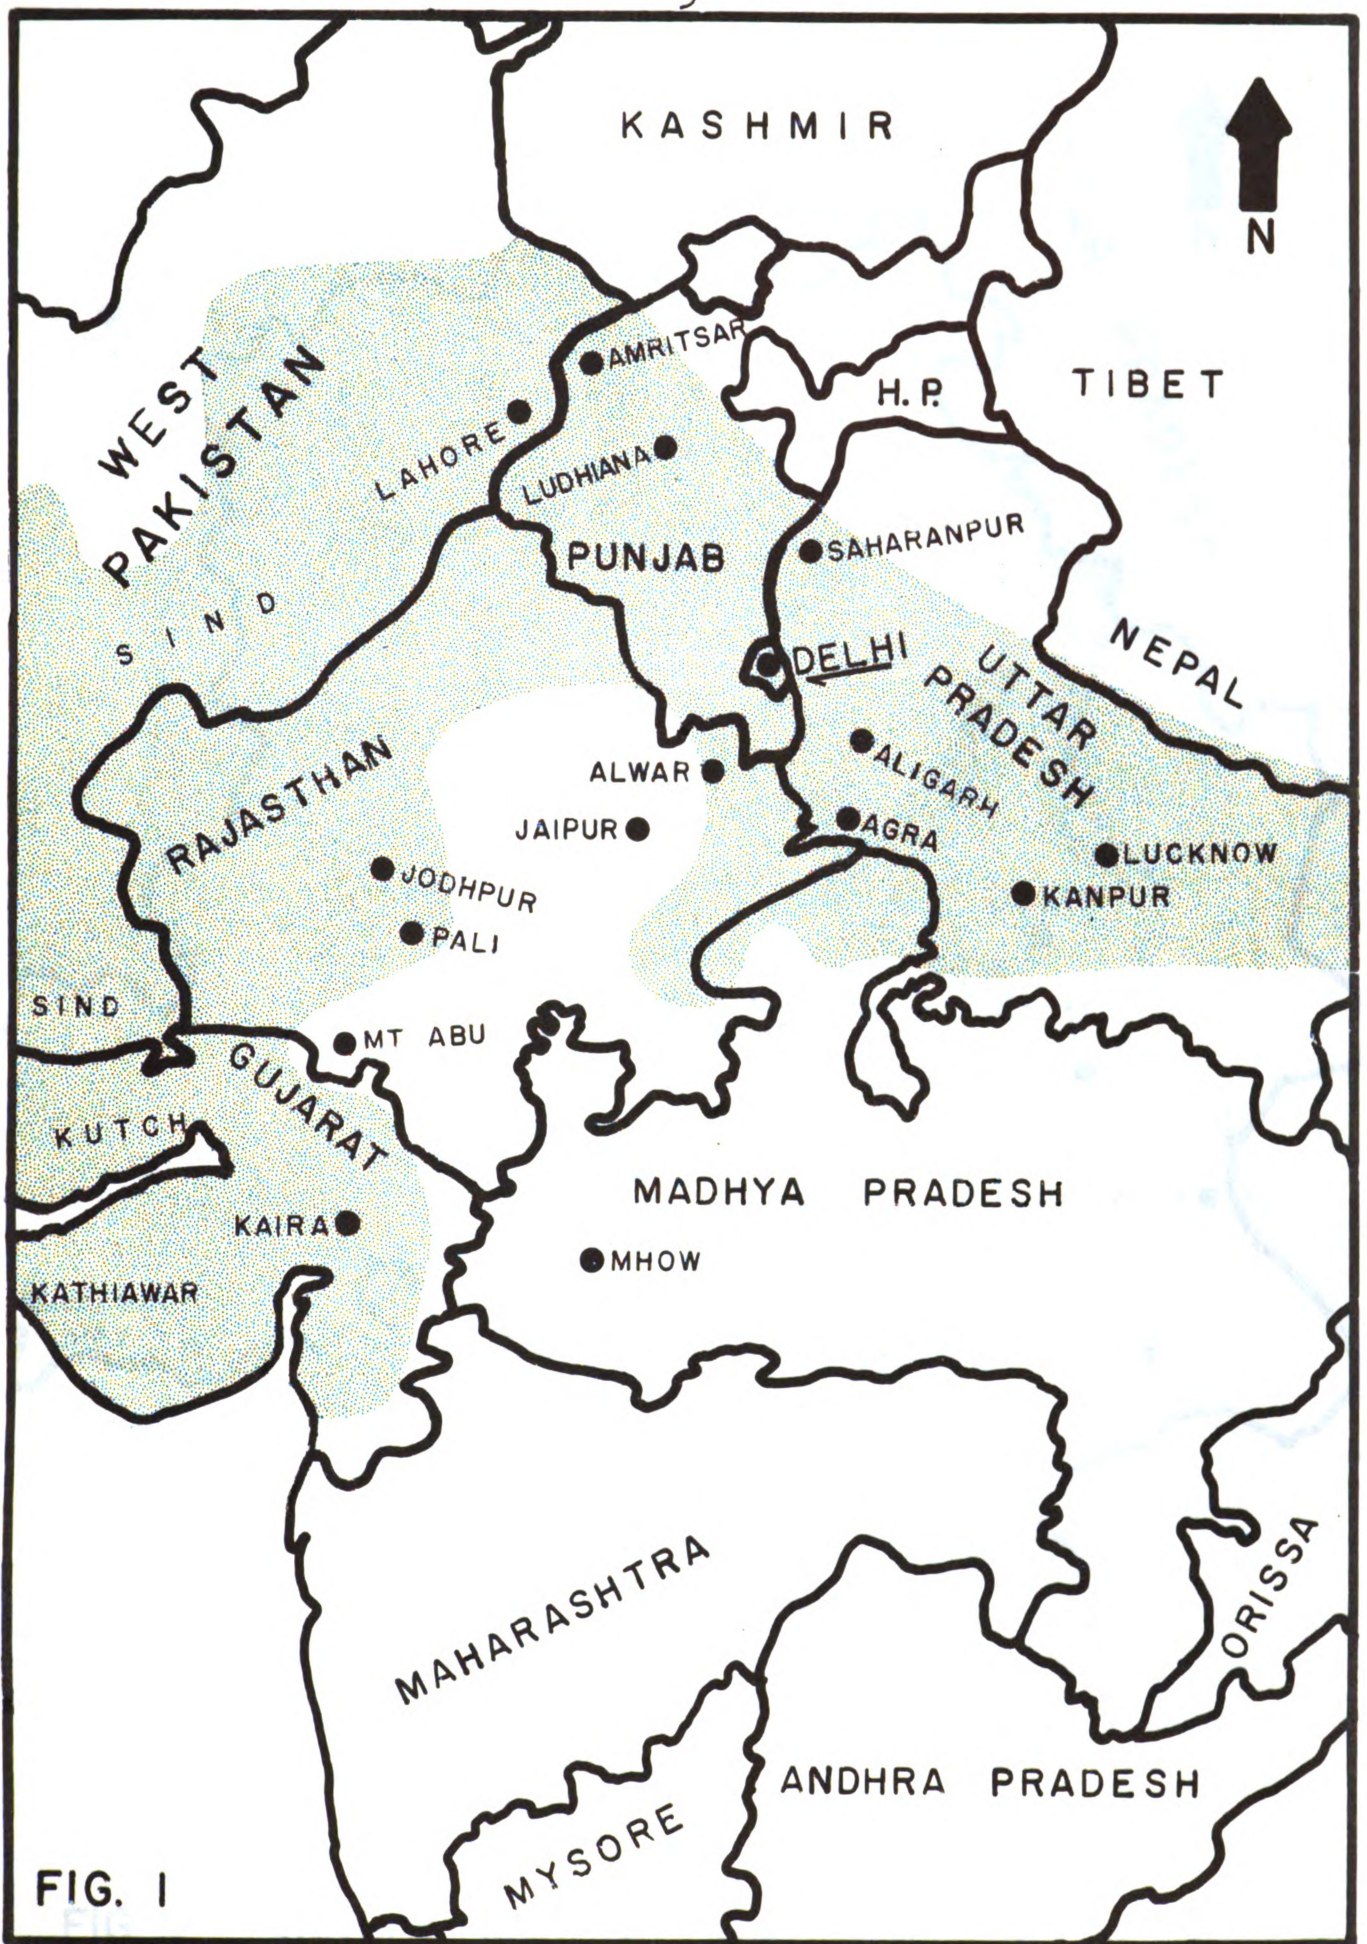 KASHMIR
N
AMRITSAR
WEST
PAKISTAN
H.P.
TIBET
LAHORE
LUDHIANA
SAHARANPUR
PUNJAB
SIND
DELHI
NEPAL
UTTAR
PRADESH
ALIGARH
ALWAR
RAJASTHAN
JAIPUR
AGRA
LUCKNOW
JODHPUR
KANPUR
PALI
SIND
MT ABU
GUJARAT
KUTCH
MADHYA PRADESH
KAIRA
MHOW
KATHIAWAR
MAHARASHTRA
ORISSA
ANDHRA PRADESH
MYSORE
FIG. 1